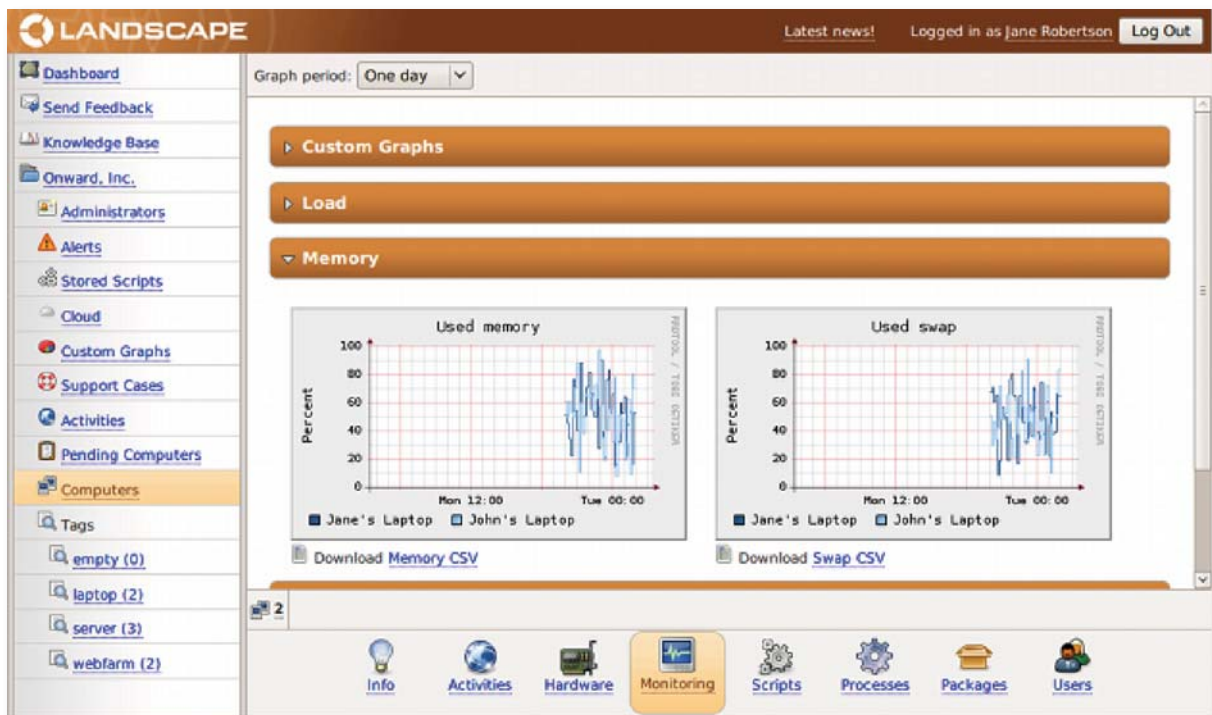 LANDSCAPE
Latest news! Logged in as Jane Robertson Log Out
Dashboard
Send Feedback
Knowledge Base
Onward, Inc.
Administrators
Alerts
Stored Scripts
Cloud
Custom Graphs
Support Cases
Activities
Pending Computers
Computers
Tags
empty (0)
laptop (2)
server (3)
webfarm (2)
Graph period: One day
Custom Graphs
Load
Memory
Used memory
Percent
100
80
60
40
20
0
Mon 12:00 Tue 00:00
Jane's Laptop John's Laptop
Download Memory CSV
Used swap
Percent
100
80
60
40
20
0
Mon 12:00 Tue 00:00
Jane's Laptop John's Laptop
Download Swap CSV
2
Info Activities Hardware Monitoring Scripts Processes Packages Users